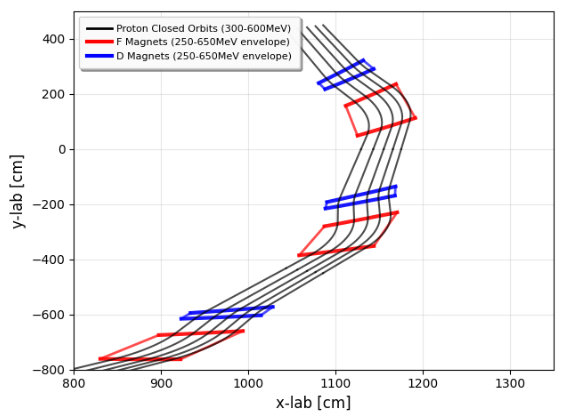 400
200
0
−200
−400
−600
−800
y-lab [cm]
Proton Closed Orbits (300-600MeV)
F Magnets (250-650MeV envelope)
D Magnets (250-650MeV envelope)
800 900 1000 1100 1200 1300
x-lab [cm]